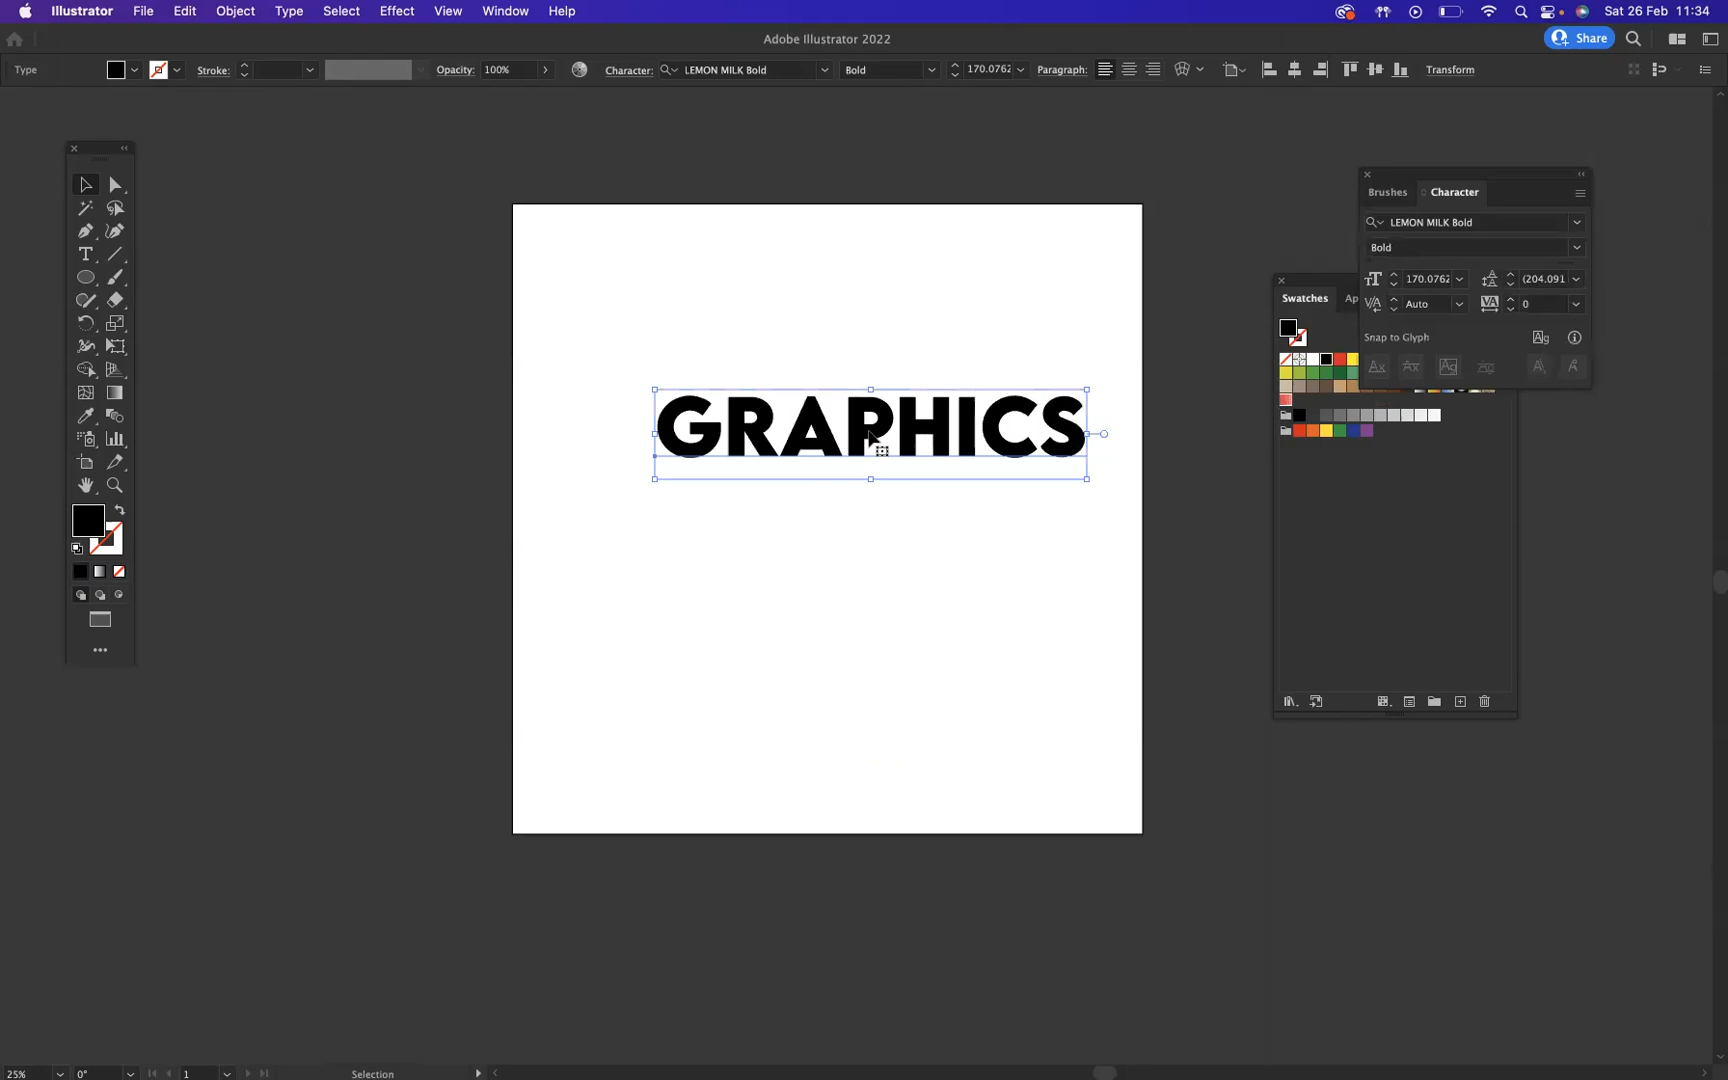 Illustrator File Edit Object Type Select Effect View Window Help
Sat 26 Feb 11:34
Adobe Illustrator 2022
Share
Type
Stroke:
Opacity: 100%
Character: LEMON MILK Bold
Bold
170.0762
Paragraph:
Transform
Brushes
Character
LEMON MILK Bold
Bold
170.0762
(204.091
Auto
0
Snap to Glyph
Swatches
Ap
GRAPHICS
25%
0°
1
Selection